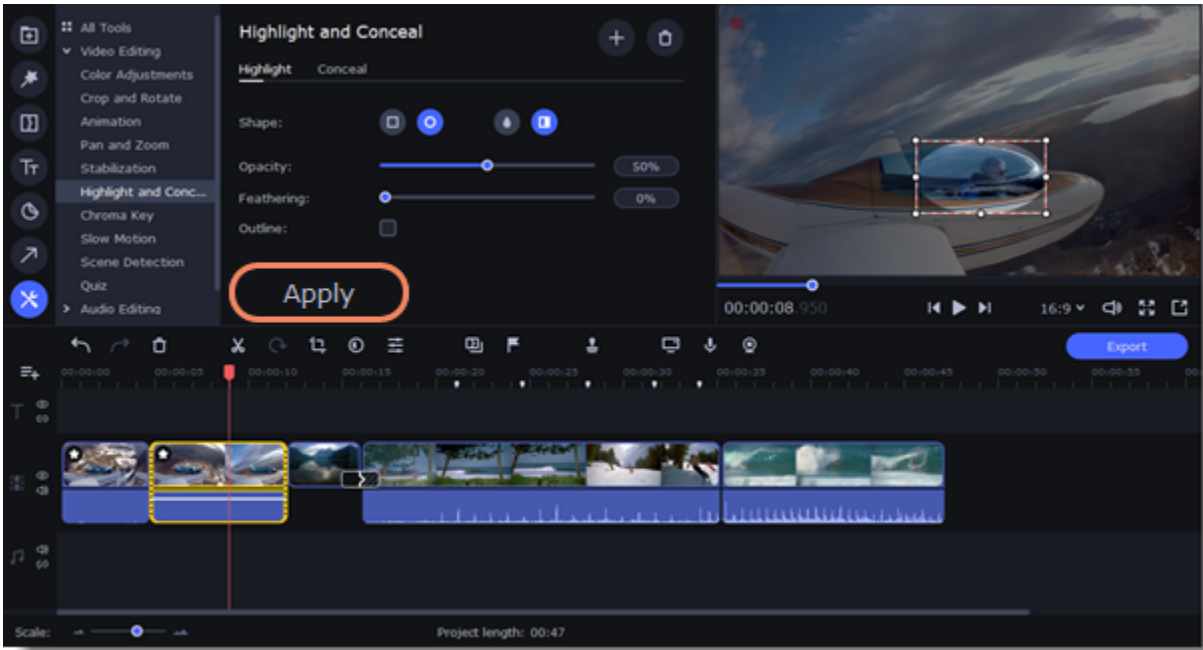 All Tools
Video Editing
Color Adjustments
Crop and Rotate
Animation
Pan and Zoom
Stabilization
Highlight and Conc...
Chroma Key
Slow Motion
Scene Detection
Quiz
Audio Editing
Highlight and Conceal
Highlight Conceal
Shape:
Opacity: 50%
Feathering: 0%
Outline:
Apply
00:00:08.950
16:9
Export
00:00:00 00:00:05 00:00:10 00:00:15 00:00:20 00:00:25 00:00:30 00:00:35 00:00:40 00:00:45 00:00:50 00:00:55 00:
Scale:
Project length: 00:47